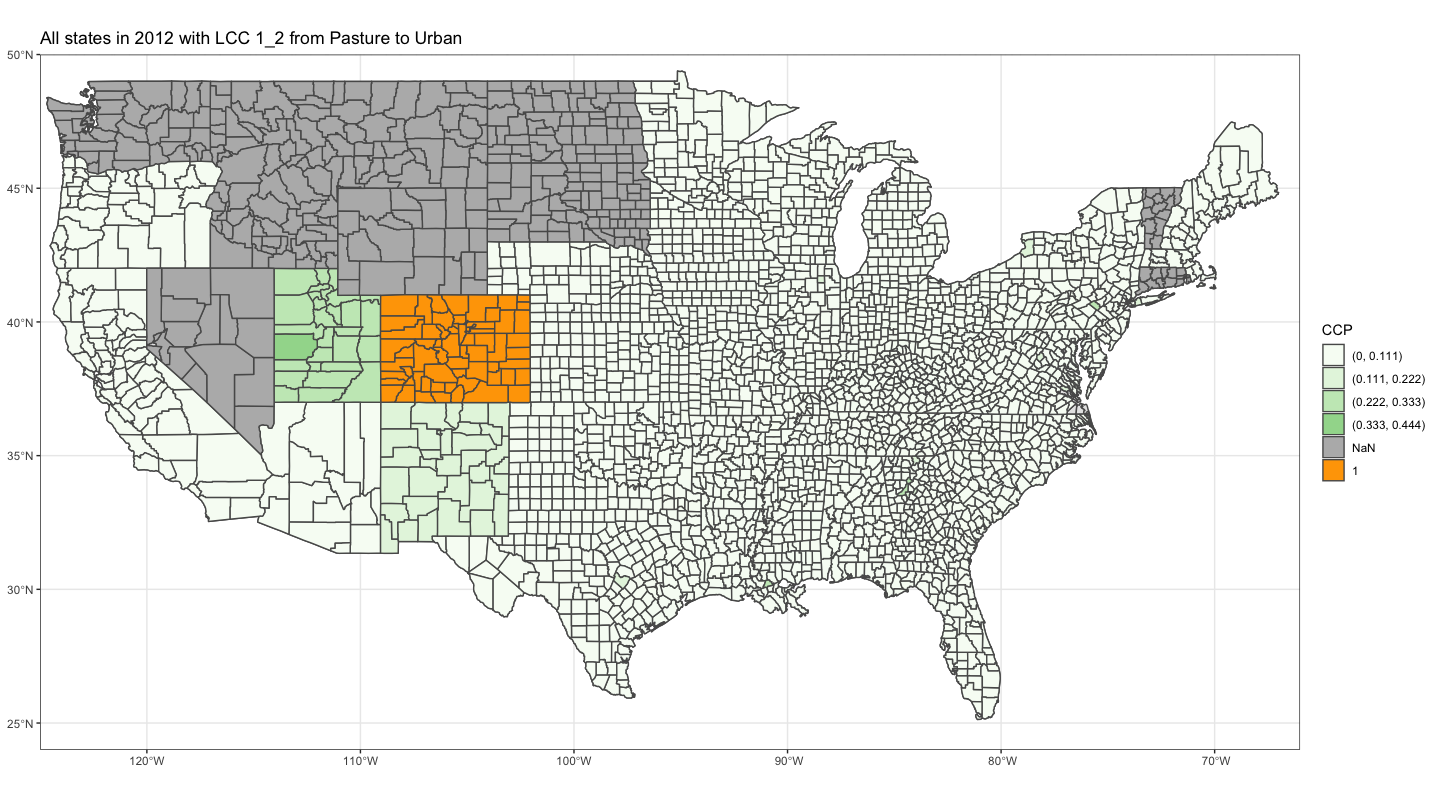 All states in 2012 with LCC 1_2 from Pasture to Urban
50°N
45°N
40°N
35°N
30°N
25°N
120°W
110°W
100°W
90°W
80°W
70°W
CCP
(0, 0.111)
(0.111, 0.222)
(0.222, 0.333)
(0.333, 0.444)
NaN
1